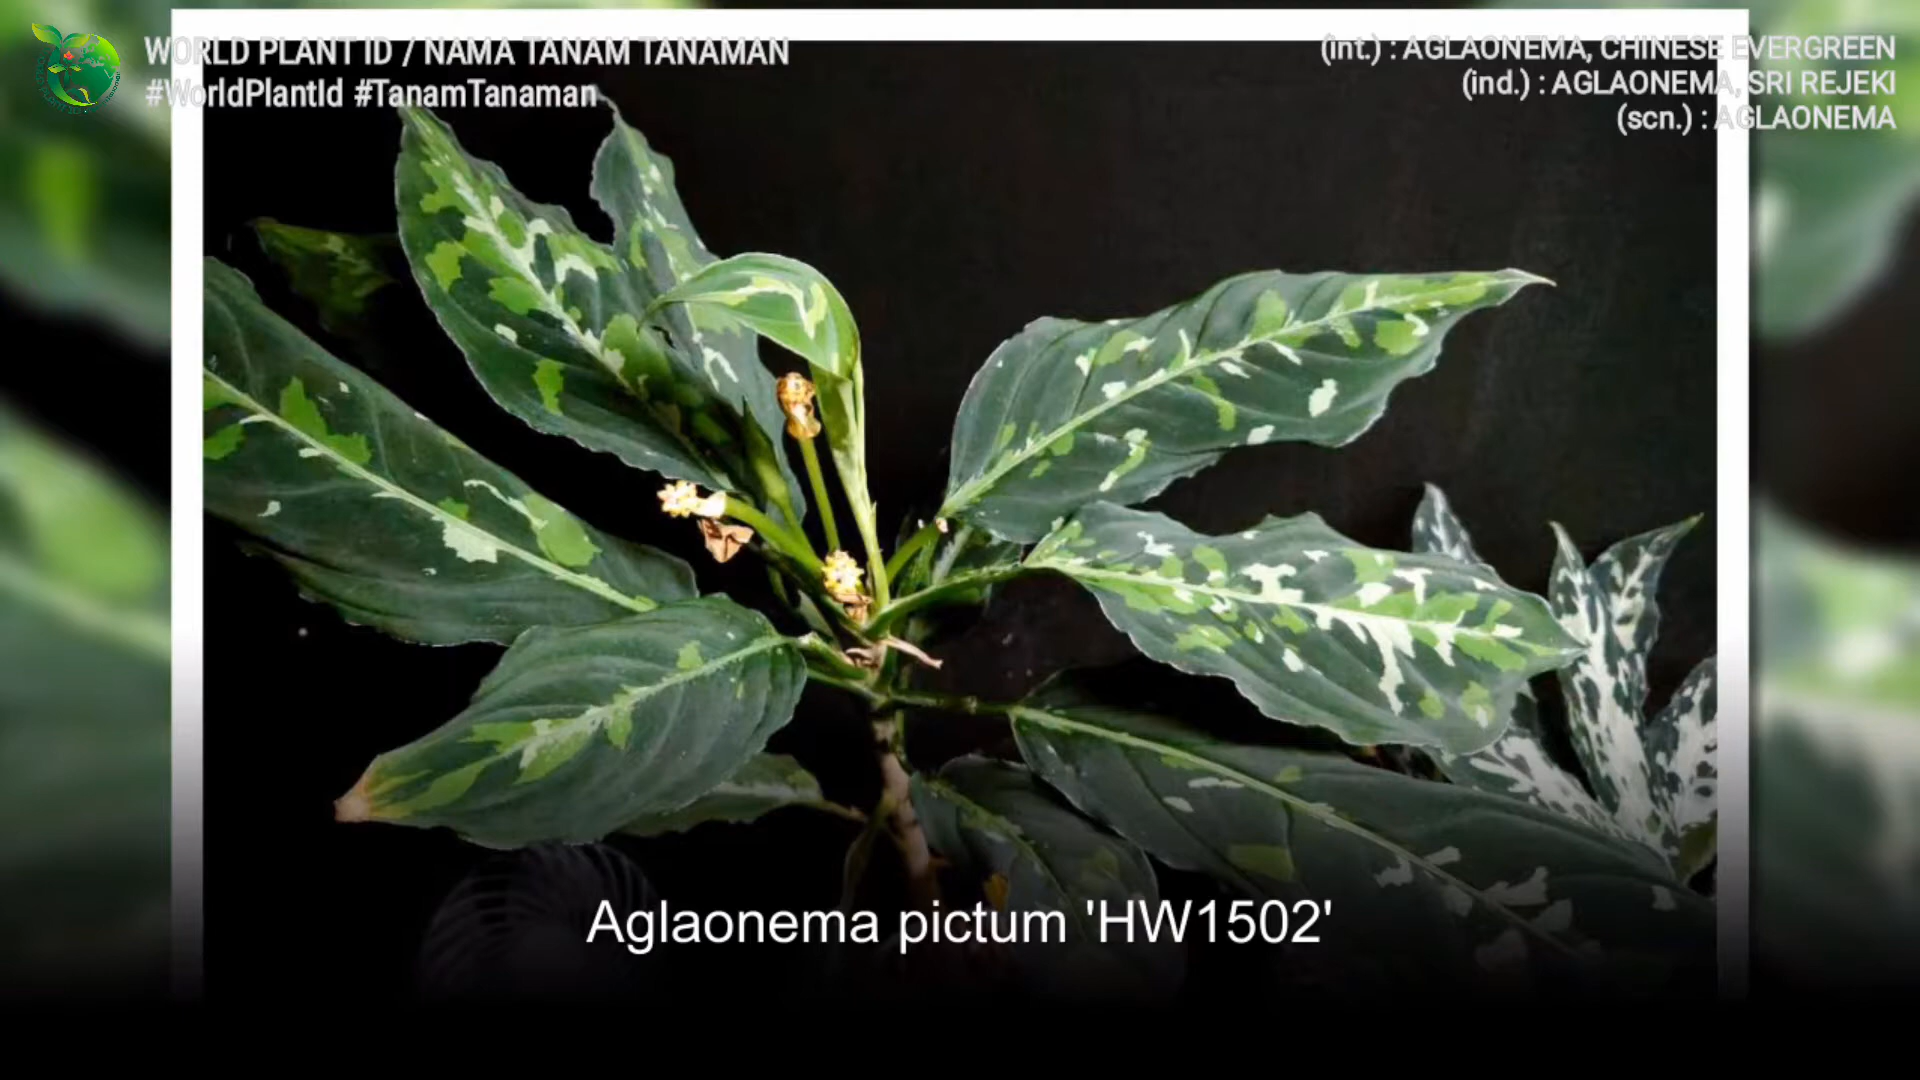 WORLD PLANT ID / NAMA TANAM TANAMAN
#WorldPlantId #TanamTanaman
(int.) : AGLAONEMA, CHINESE EVERGREEN
(ind.) : AGLAONEMA, SRI REJEKI
(scn.) : AGLAONEMA
Aglaonema pictum 'HW1502'